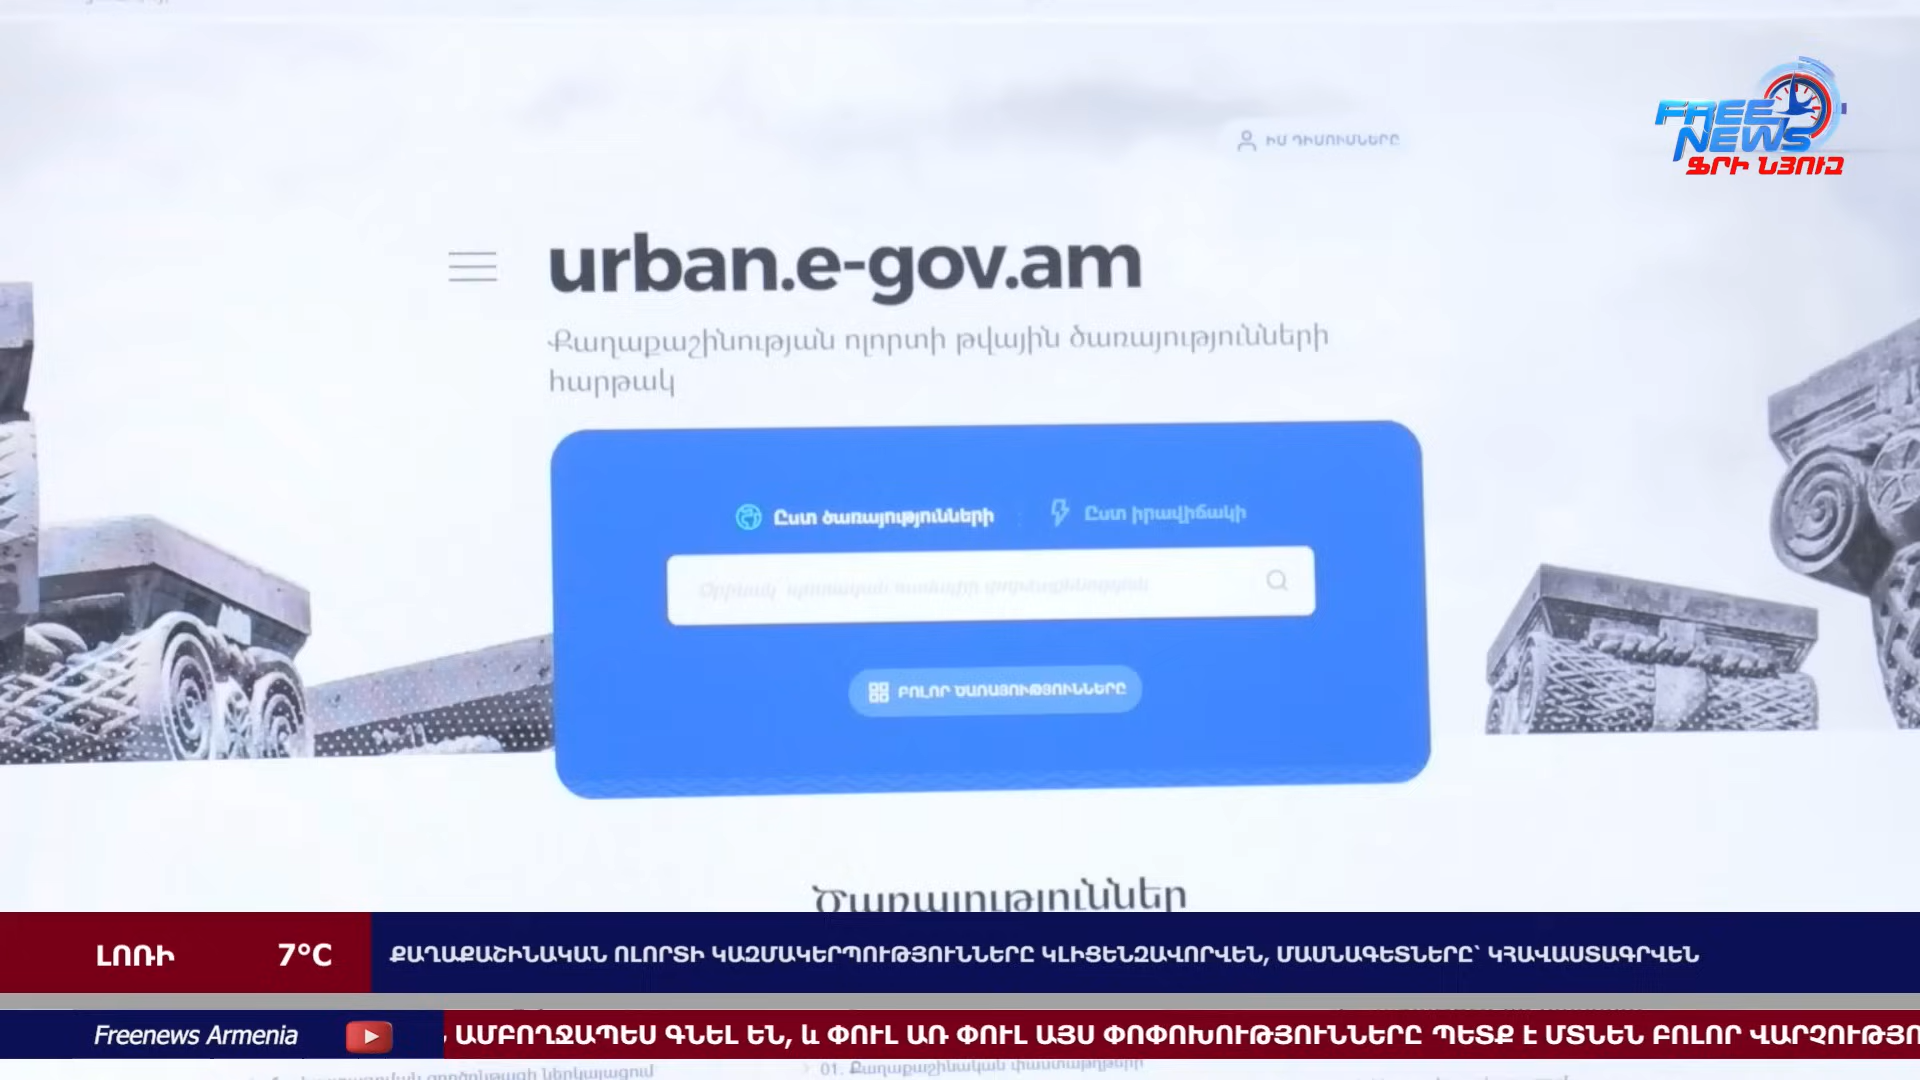 ԻՄ ԴԻՄՈՒՄՆԵՐԸ
FREE
NEWS
ՖՐԻ ՆՅՈՒԶ
urban.e-gov.am
Քաղաքաշինության ոլորտի թվային ծառայությունների
հարթակ
Ըստ ծառայությունների
Ըստ իրավիճակի
ԲՈԼՈՐ ԾԱՌԱՅՈՒԹՅՈՒՆՆԵՐԸ
Ծառայություններ
ԼՈՌԻ 7°C
ՔԱՂԱՔԱՇԻՆԱԿԱՆ ՈԼՈՐՏԻ ԿԱԶՄԱԿԵՐՊՈՒԹՅՈՒՆՆԵՐԸ ԿԼԻՑԵՆԶԱՎՈՐՎԵՆ, ՄԱՍՆԱԳԵՏՆԵՐԸ՝ ԿՀԱՎԱՍՏԱԳՐՎԵՆ
Freenews Armenia
ԱՄԲՈՂՋԱՊԵՍ ԳՆԵԼ ԵՆ, և ՓՈՒԼ ԱՌ ՓՈՒԼ ԱՅՍ ՓՈՓՈԽՈՒԹՅՈՒՆՆԵՐԸ ՊԵՏՔ Է ՄՏՆԵՆ ԲՈԼՈՐ ՎԱՐՉՈՒԹՅՈ
01. Քաղաքաշինական փաստաթղթերի